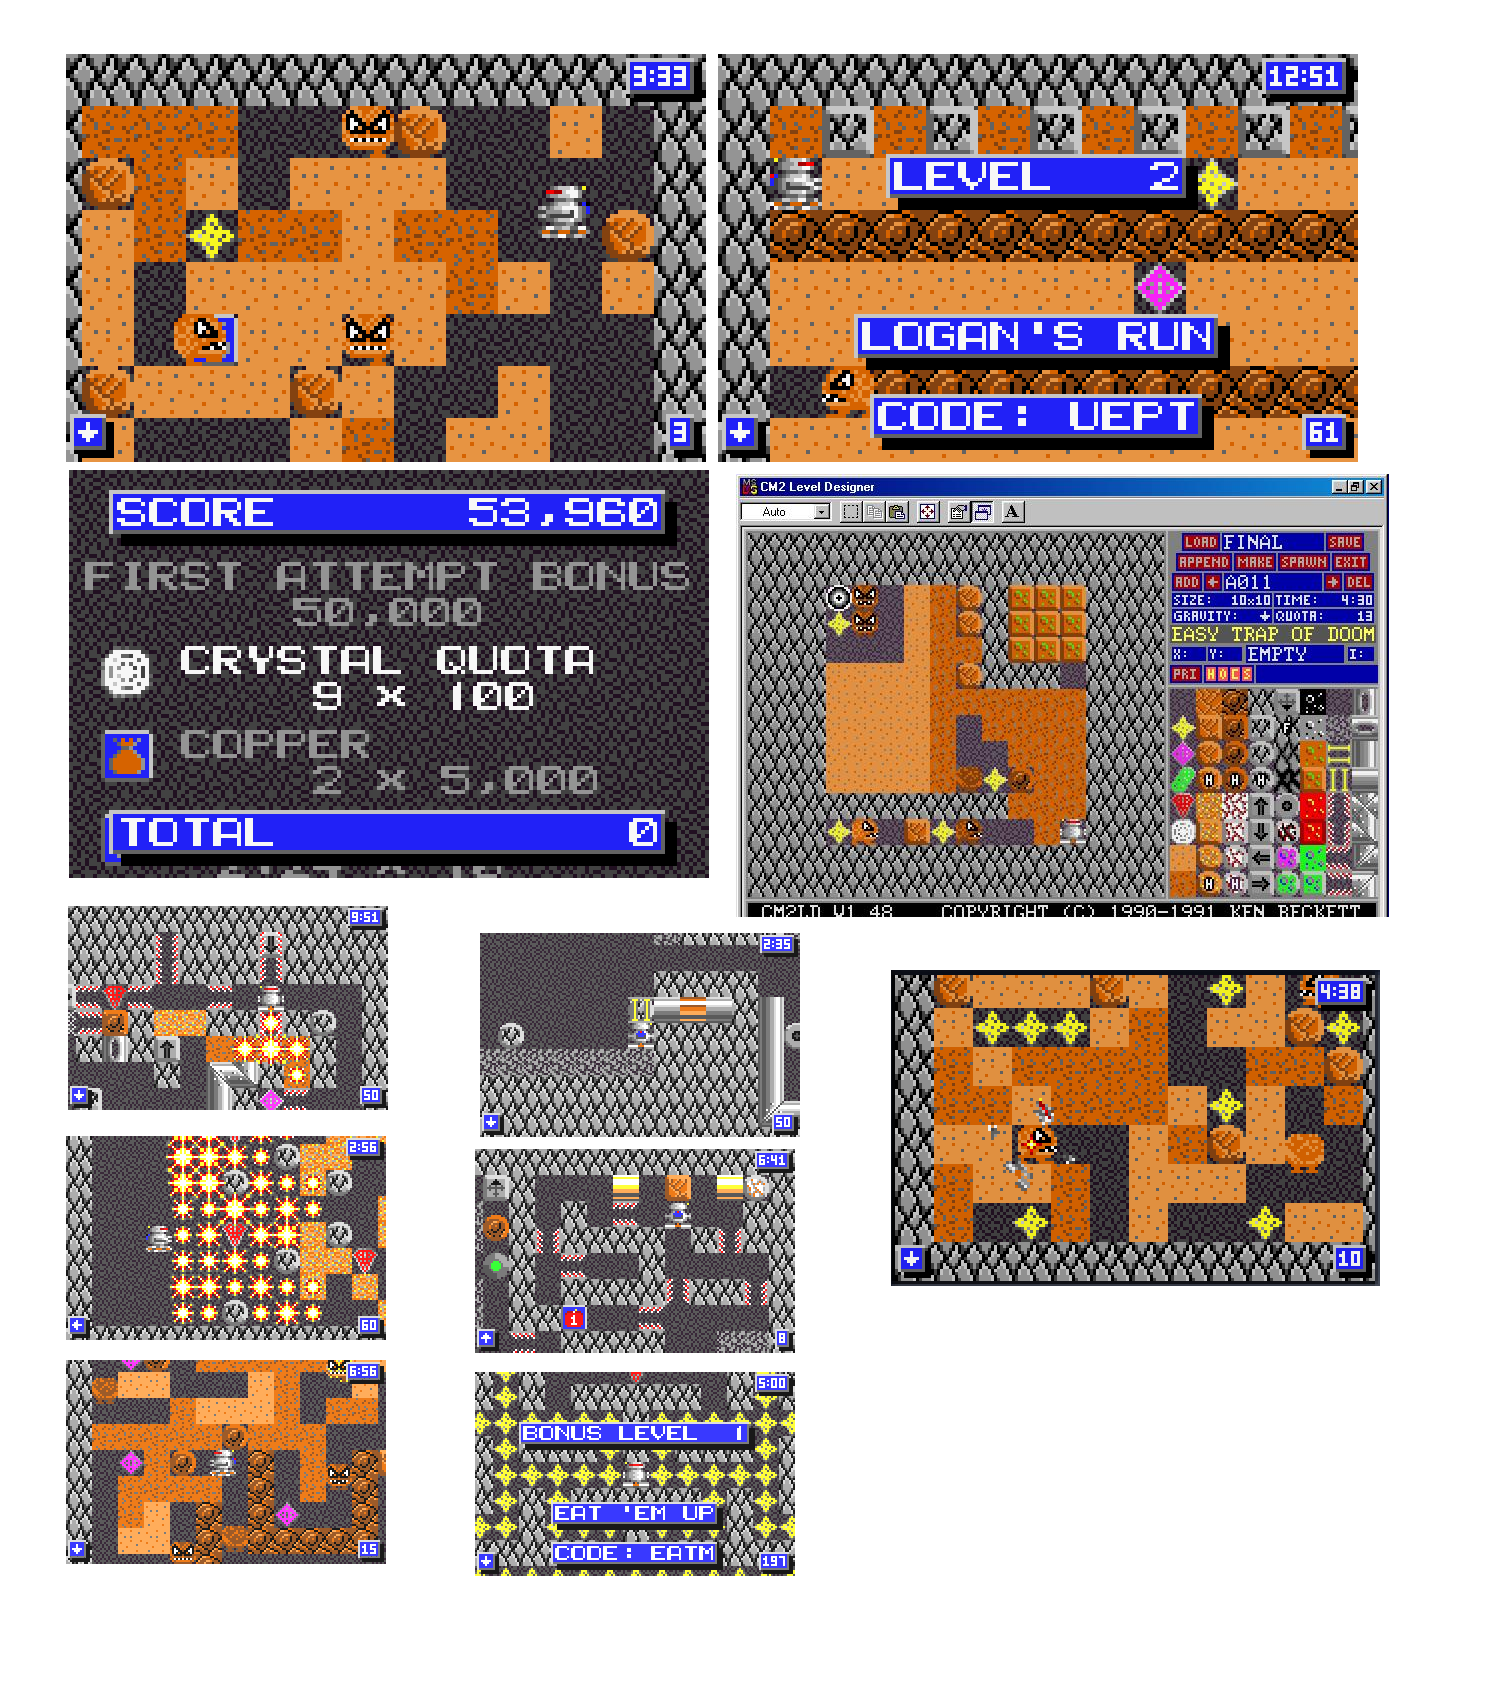 3:33
3
12:51
LEVEL 2
LOGAN'S RUN
CODE: UEPT
61
SCORE 53,960
FIRST ATTEMPT BONUS
50,000
CRYSTAL QUOTA
9 x 100
COPPER
2 x 5,000
TOTAL 0
CM2 Level Designer
Auto
A
LOAD FINAL SAVE
APPEND MAKE SPAWN EXIT
ADD A011 DEL
SIZE: 10x10 TIME: 4:30
GRAVITY: QUOTA: 13
EASY TRAP OF DOOM
X: Y: EMPTY I:
PRI H O C S
CM2LD V1.48 COPYRIGHT (C) 1990-1991 KEN BECKETT
9:51
50
2:35
50
4:38
10
2:56
60
6:41
i
8
6:56
15
5:00
BONUS LEVEL 1
EAT 'EM UP
CODE: EATM
197